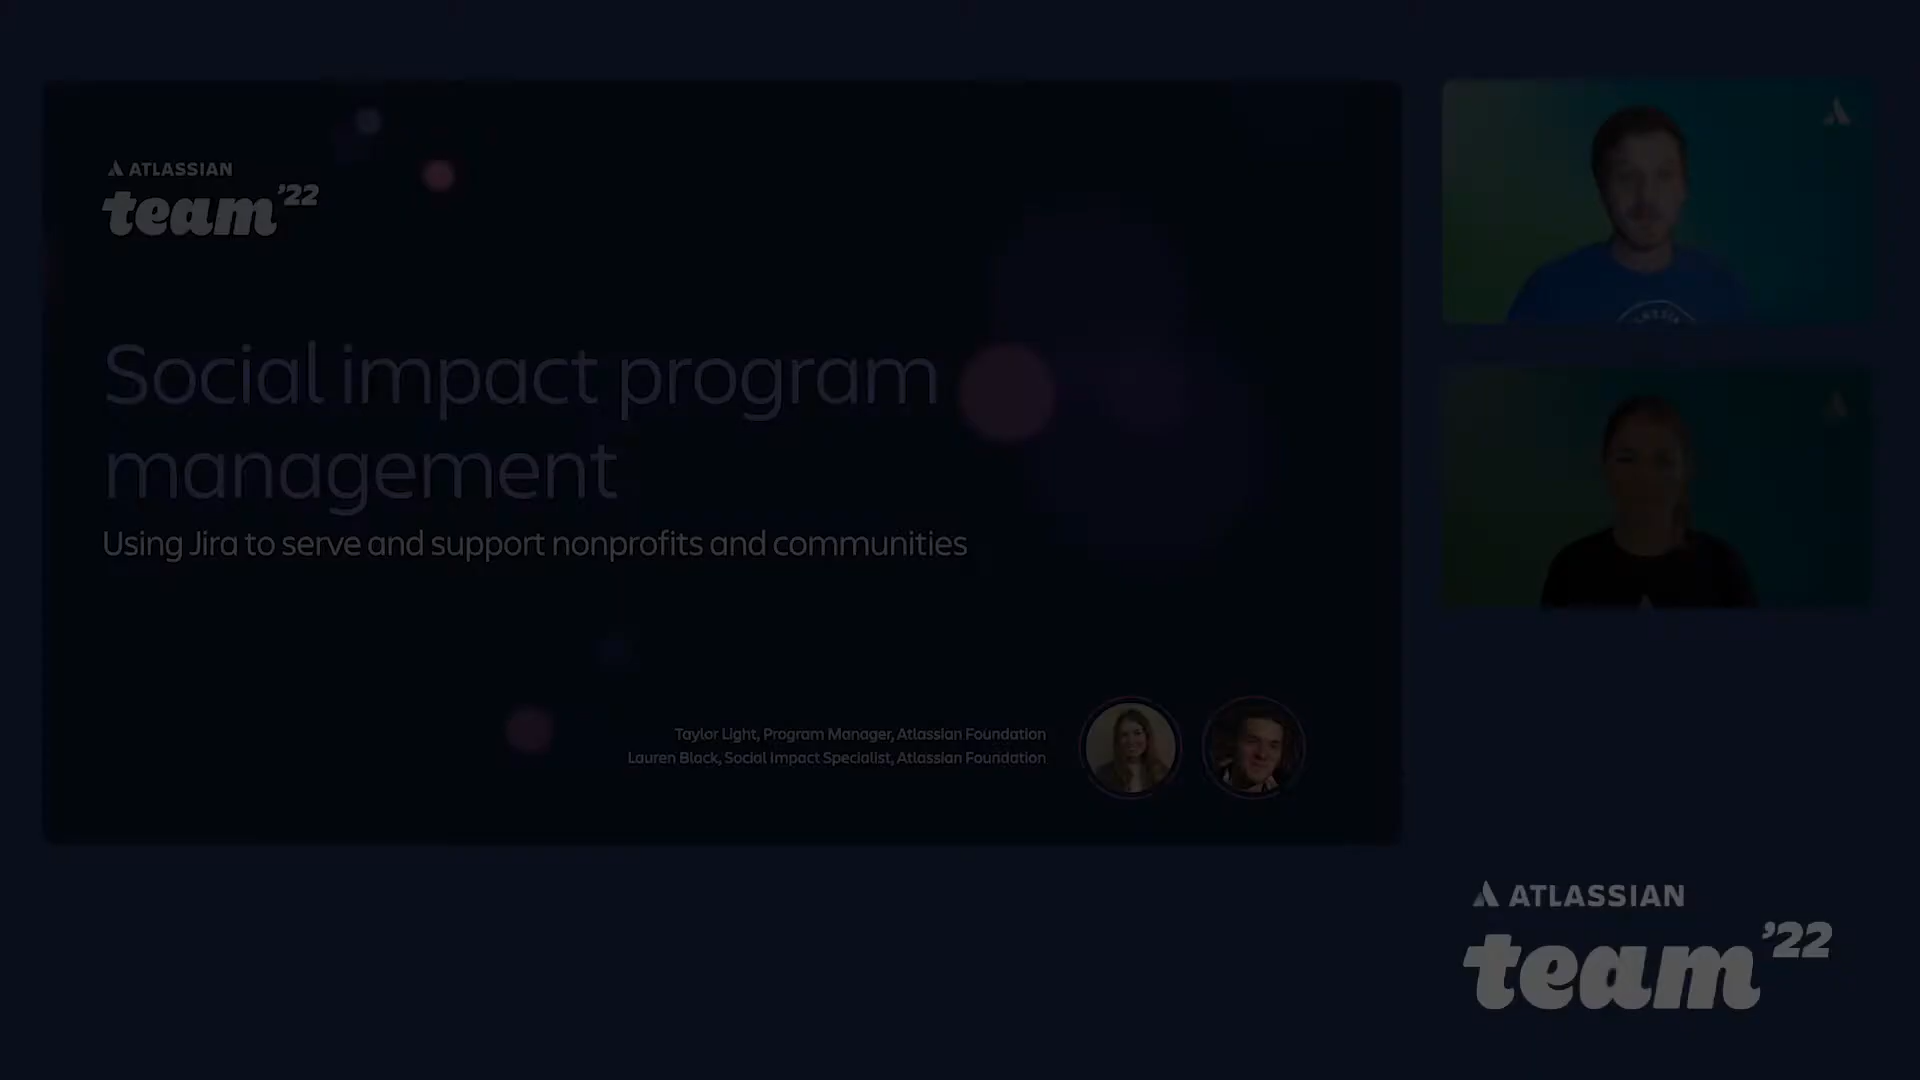 ATLASSIAN
team '22
Social impact program
management
Using Jira to serve and support nonprofits and communities
Taylor Light, Program Manager, Atlassian Foundation
Lauren Black, Social Impact Specialist, Atlassian Foundation
ATLASSIAN
team '22